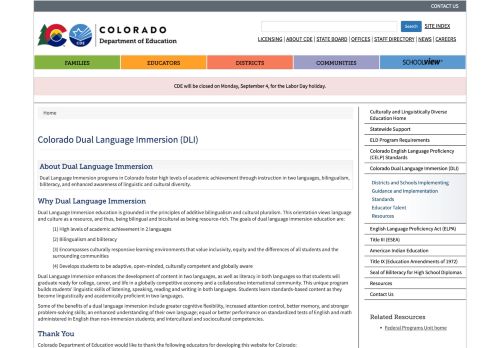 CONTACT US
COLORADO
Department of Education
CDE
Search
SITE INDEX
LICENSING | ABOUT CDE | STATE BOARD | OFFICES | STAFF DIRECTORY | NEWS | CAREERS
FAMILIES
EDUCATORS
DISTRICTS
COMMUNITIES
SCHOOLVIEW
CDE will be closed on Monday, September 4, for the Labor Day holiday.
Home
Colorado Dual Language Immersion (DLI)
About Dual Language Immersion
Dual Language Immersion programs in Colorado foster high levels of academic achievement through instruction in two languages, bilingualism,
biliteracy, and enhanced awareness of linguistic and cultural diversity.
Why Dual Language Immersion
Dual Language Immersion education is grounded in the principles of additive bilingualism and cultural pluralism. This orientation views language
and culture as a resource, and thus, being bilingual and bicultural as being resource-rich. The goals of dual language immersion education are:
(1) High levels of academic achievement in 2 languages
(2) Bilingualism and biliteracy
(3) Encompasses culturally responsive learning environments that value inclusivity, equity and the differences of all students and the
surrounding communities
(4) Develops students to be adaptive, open-minded, culturally competent and globally aware
Dual Language Immersion enhances the development of content in two languages, as well as literacy in both languages so that students will
graduate ready for college, career, and life in a globally competitive economy and a collaborative international community. This unique program
builds students' linguistic skills of listening, speaking, reading and writing in both languages. Students learn standards-based content as they
become linguistically and academically proficient in two languages.
Some of the benefits of a dual language immersion include greater cognitive flexibility, increased attention control, better memory, and stronger
problem-solving skills; an enhanced understanding of their own language; equal or better performance on standardized tests of English and math
administered in English than non-immersion students; and Intercultural and sociocultural competencies.
Thank You
Colorado Department of Education would like to thank the following educators for developing this website for Colorado:
Culturally and Linguistically Diverse
Education Home
Statewide Support
ELD Program Requirements
Colorado English Language Proficiency
(CELP) Standards
Colorado Dual Language Immersion (DLI)
Districts and Schools Implementing
Guidance and Implementation
Standards
Educator Talent
Resources
English Language Proficiency Act (ELPA)
Title III (ESEA)
American Indian Education
Title IX (Education Amendments of 1972)
Seal of Biliteracy for High School Diplomas
Resources
Contact Us
Related Resources
Federal Programs Unit home